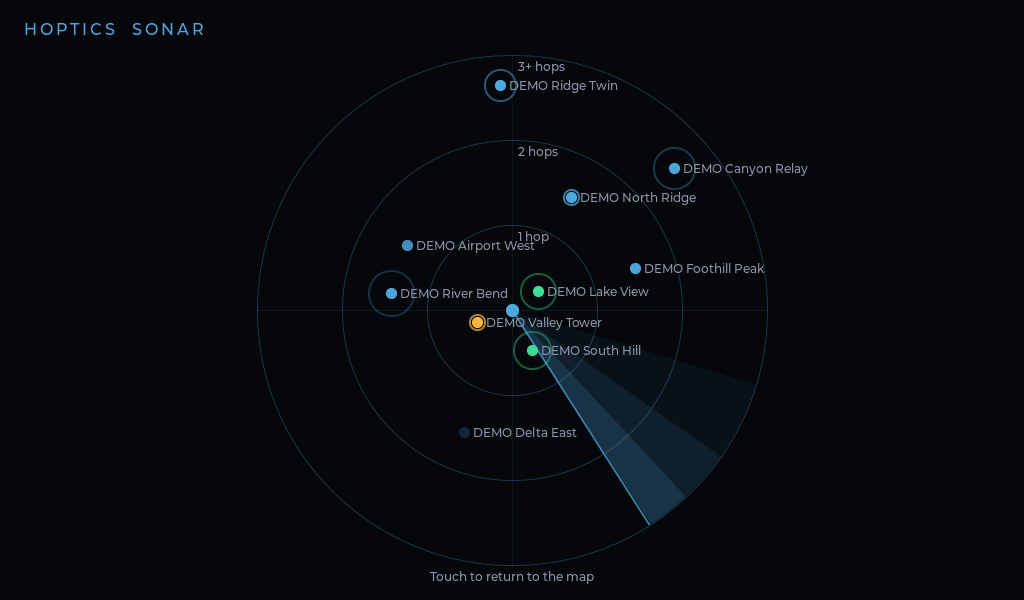 HOPTICS SONAR
3+ hops
DEMO Ridge Twin
2 hops
DEMO Canyon Relay
DEMO North Ridge
1 hop
DEMO Airport West
DEMO Foothill Peak
DEMO River Bend
DEMO Lake View
DEMO Valley Tower
DEMO South Hill
DEMO Delta East
Touch to return to the map